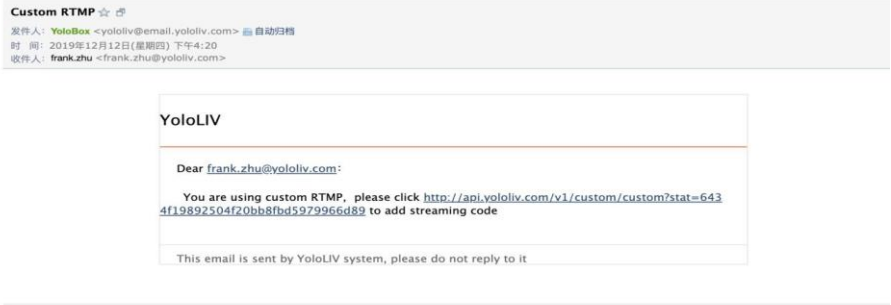 Custom RTMP
发件人: YoloBox <yololiv@email.yololiv.com> 自动归档
时 间: 2019年12月12日(星期四) 下午4:20
收件人: frank.zhu <frank.zhu@yololiv.com>
YoloLIV
Dear frank.zhu@yololiv.com:
You are using custom RTMP, please click http://api.yololiv.com/v1/custom/custom?stat=643
4f19892504f20bb8fbd5979966d89 to add streaming code
This email is sent by YoloLIV system, please do not reply to it